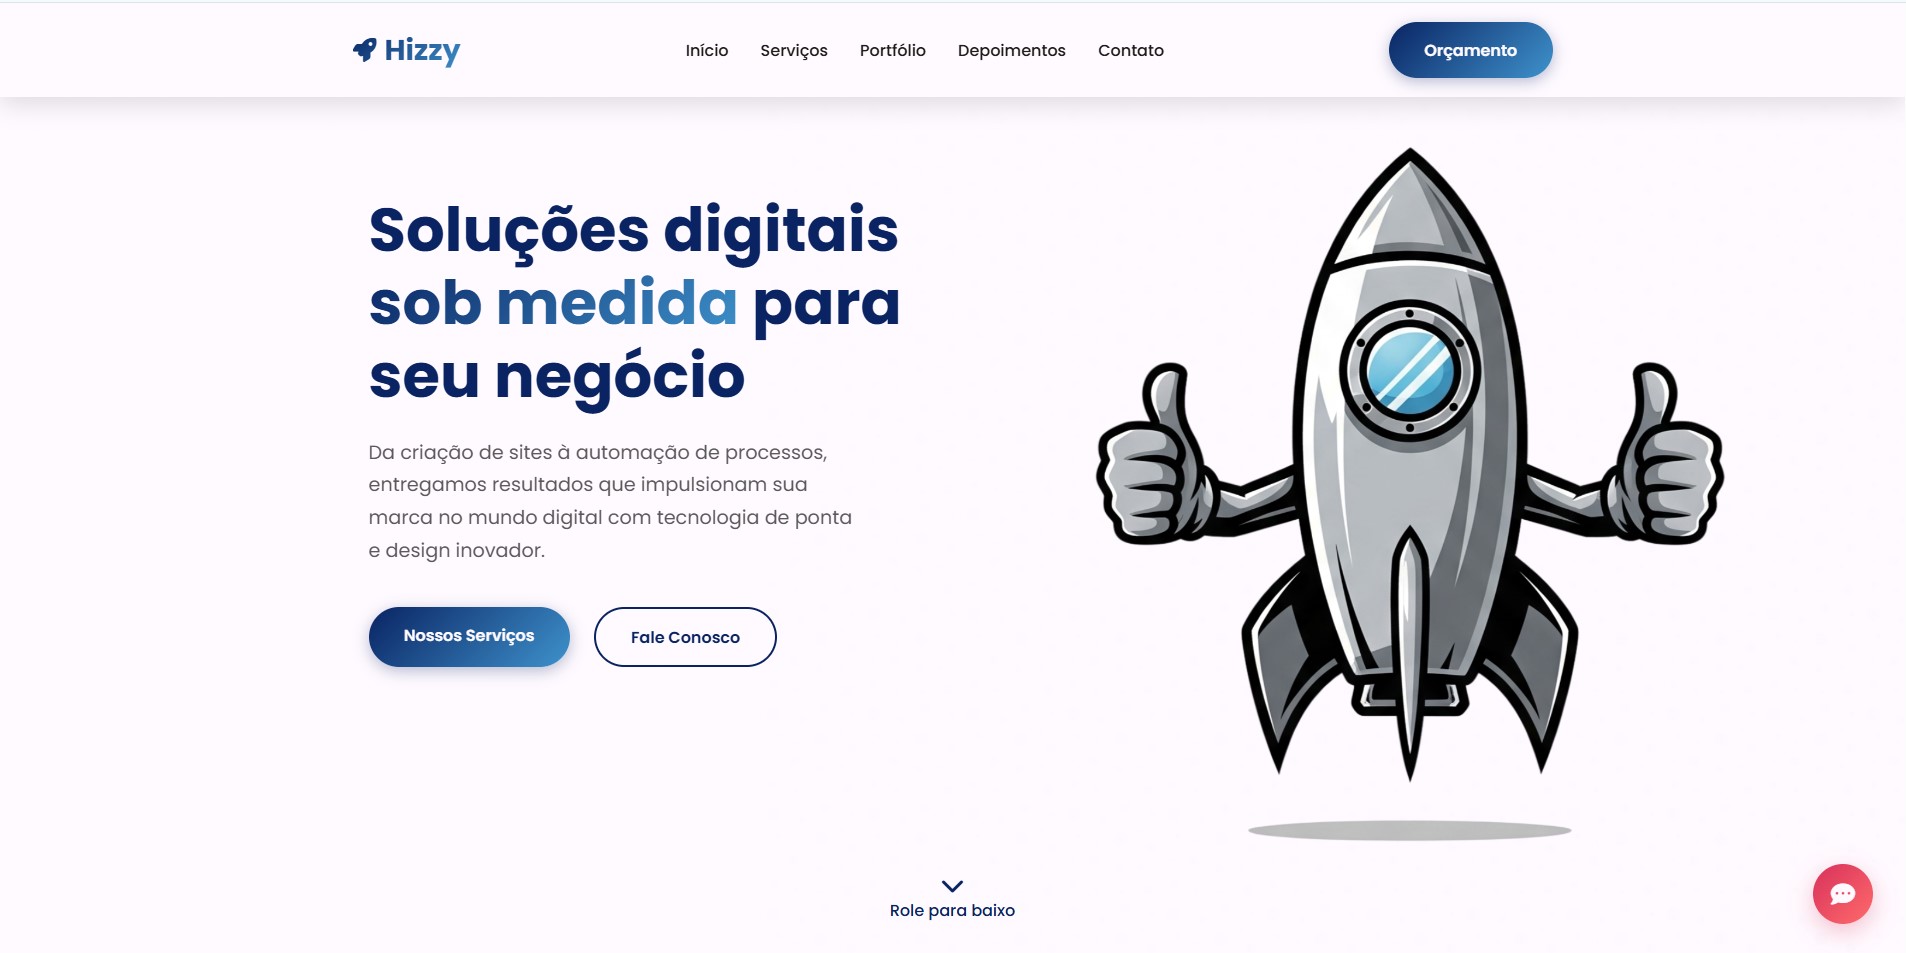 Hizzy
Início
Serviços
Portfólio
Depoimentos
Contato
Orçamento
Soluções digitais
sob medida para
seu negócio
Da criação de sites à automação de processos,
entregamos resultados que impulsionam sua
marca no mundo digital com tecnologia de ponta
e design inovador.
Nossos Serviços
Fale Conosco
Role para baixo